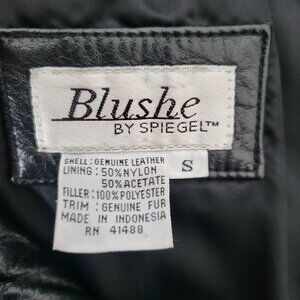 Blushe
BY SPIEGEL™
SHELL: GENUINE LEATHER
LINING: 50%NYLON
50%ACETATE
FILLER: 100%POLYESTER
TRIM: GENUINE FUR
MADE IN INDONESIA
RN 41488
S